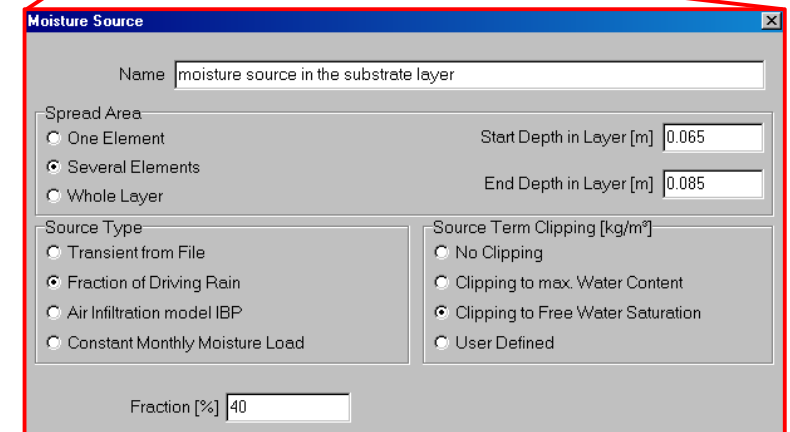 Moisture Source
Name moisture source in the substrate layer
Spread Area
One Element
Start Depth in Layer [m] 0.065
Several Elements
End Depth in Layer [m] 0.085
Whole Layer
Source Type
Transient from File
Fraction of Driving Rain
Air Infiltration model IBP
Constant Monthly Moisture Load
Source Term Clipping [kg/m³]
No Clipping
Clipping to max. Water Content
Clipping to Free Water Saturation
User Defined
Fraction [%] 40